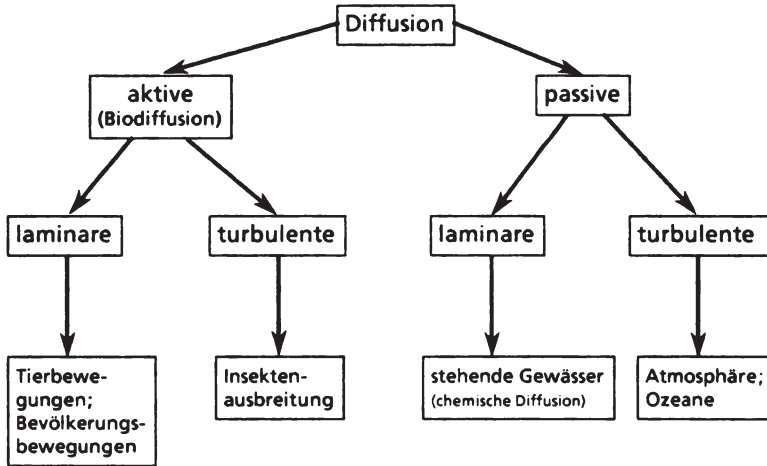 Diffusion
aktive
(Biodiffusion)
passive
laminare
turbulente
laminare
turbulente
Tierbewe-
gungen;
Bevölkerungs-
bewegungen
Insekten-
ausbreitung
stehende Gewässer
(chemische Diffusion)
Atmosphäre;
Ozeane